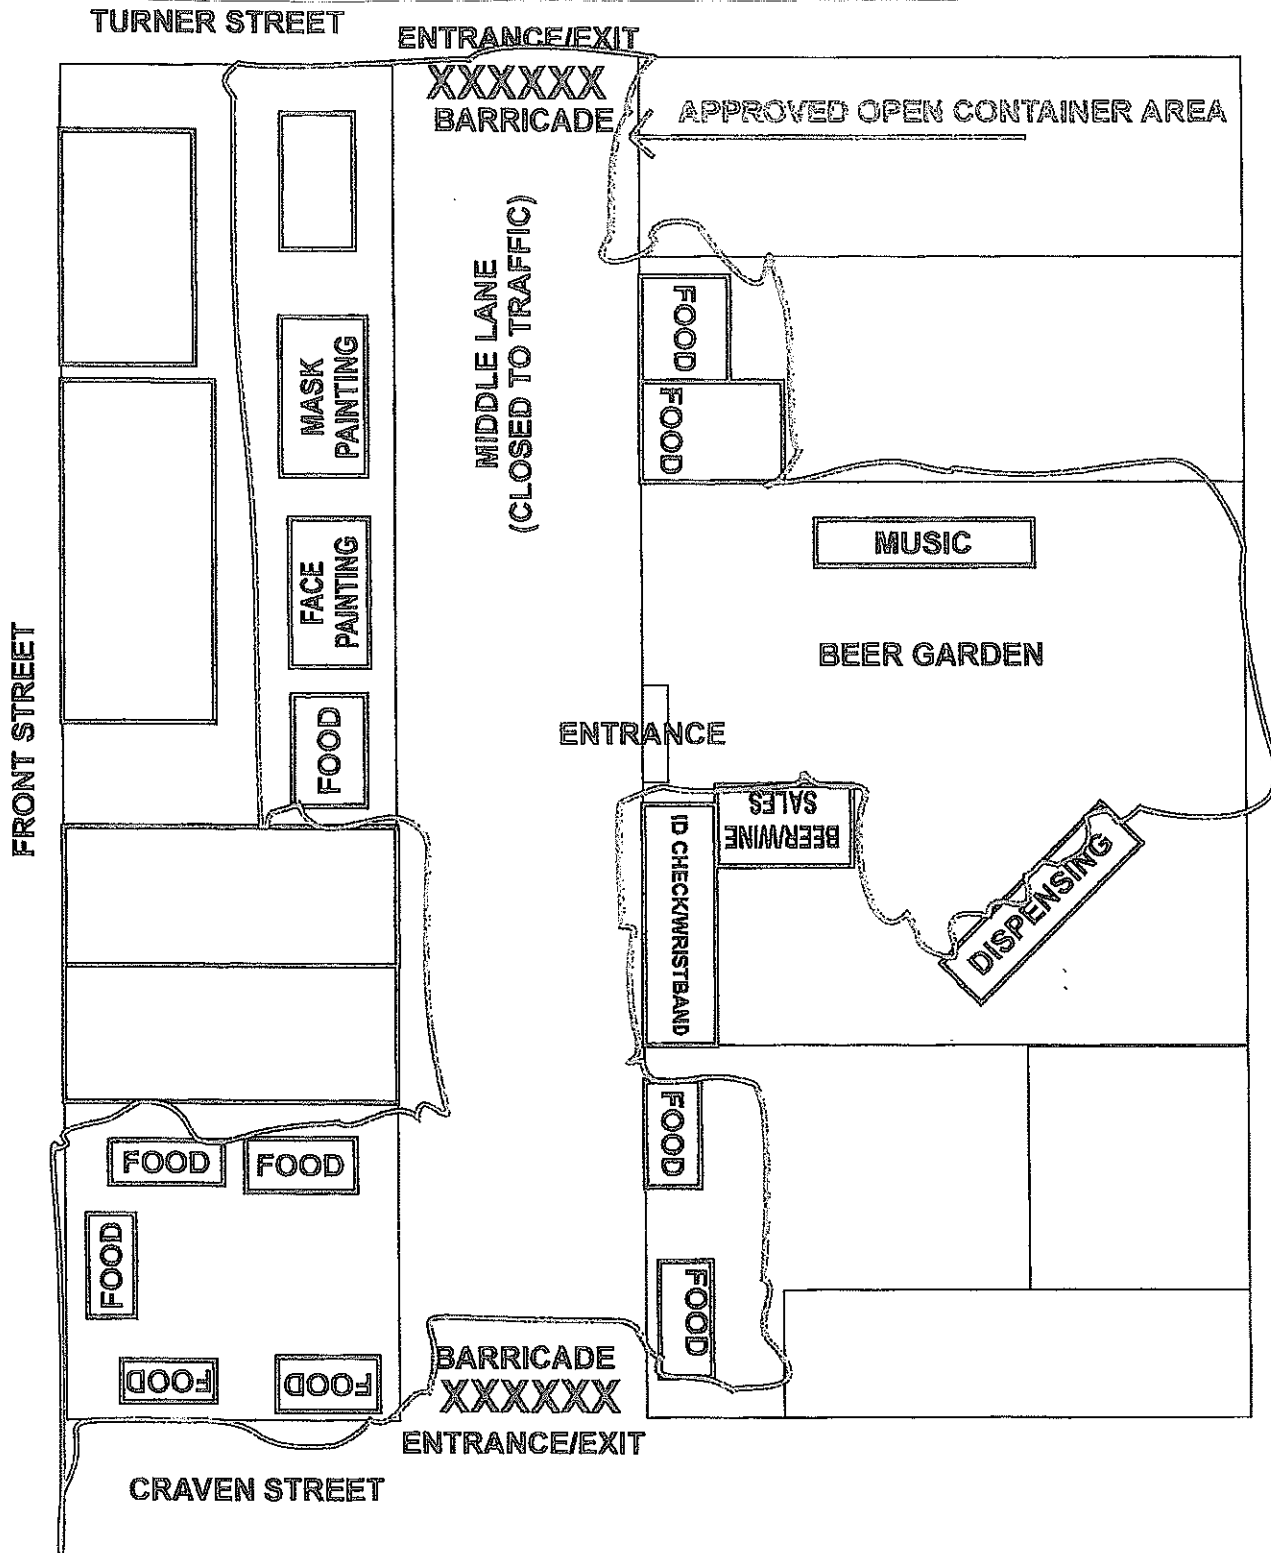 TURNER STREET
ENTRANCE/EXIT
XXXXXX
BARRICADE
APPROVED OPEN CONTAINER AREA
MIDDLE LANE
(CLOSED TO TRAFFIC)
FOOD
FOOD
MASK
PAINTING
FACE
PAINTING
FOOD
MUSIC
BEER GARDEN
FRONT STREET
ENTRANCE
BEER/WINE
SALES
ID CHECK/WRISTBAND
DISPENSING
FOOD
FOOD
FOOD
FOOD
FOOD
FOOD
FOOD
BARRICADE
XXXXXX
ENTRANCE/EXIT
CRAVEN STREET